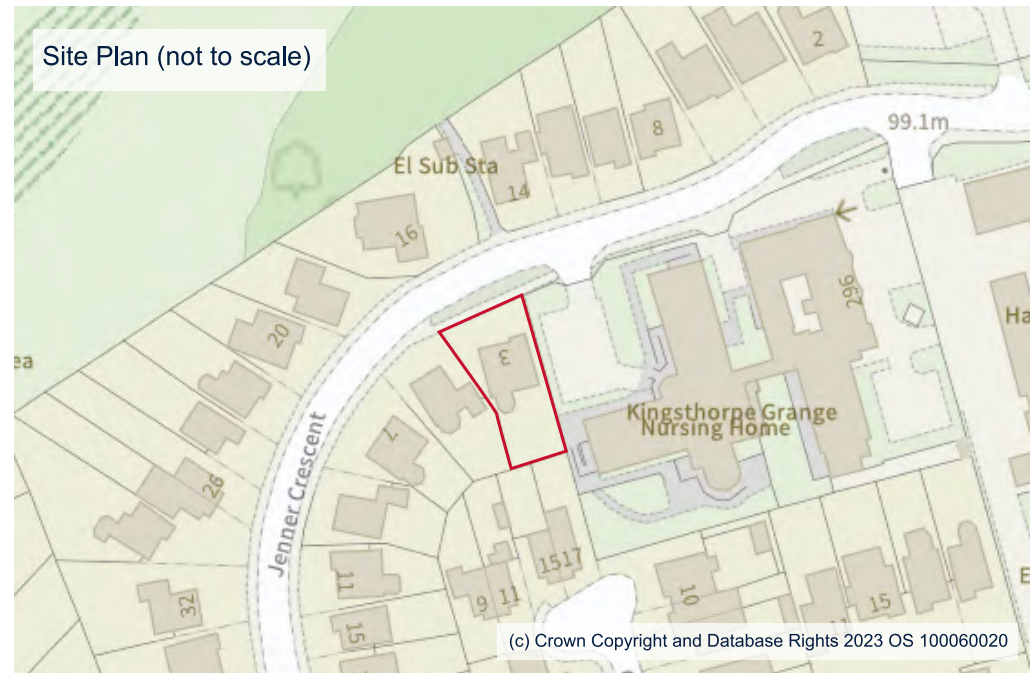 Site Plan (not to scale)
2
8
99.1m
El Sub Sta
14
16
296
20
Ha
ea
3
Kingsthorpe Grange
Nursing Home
7
26
Jenner Crescent
1517
11
9 11
10
15
32
15
E
(c) Crown Copyright and Database Rights 2023 OS 100060020